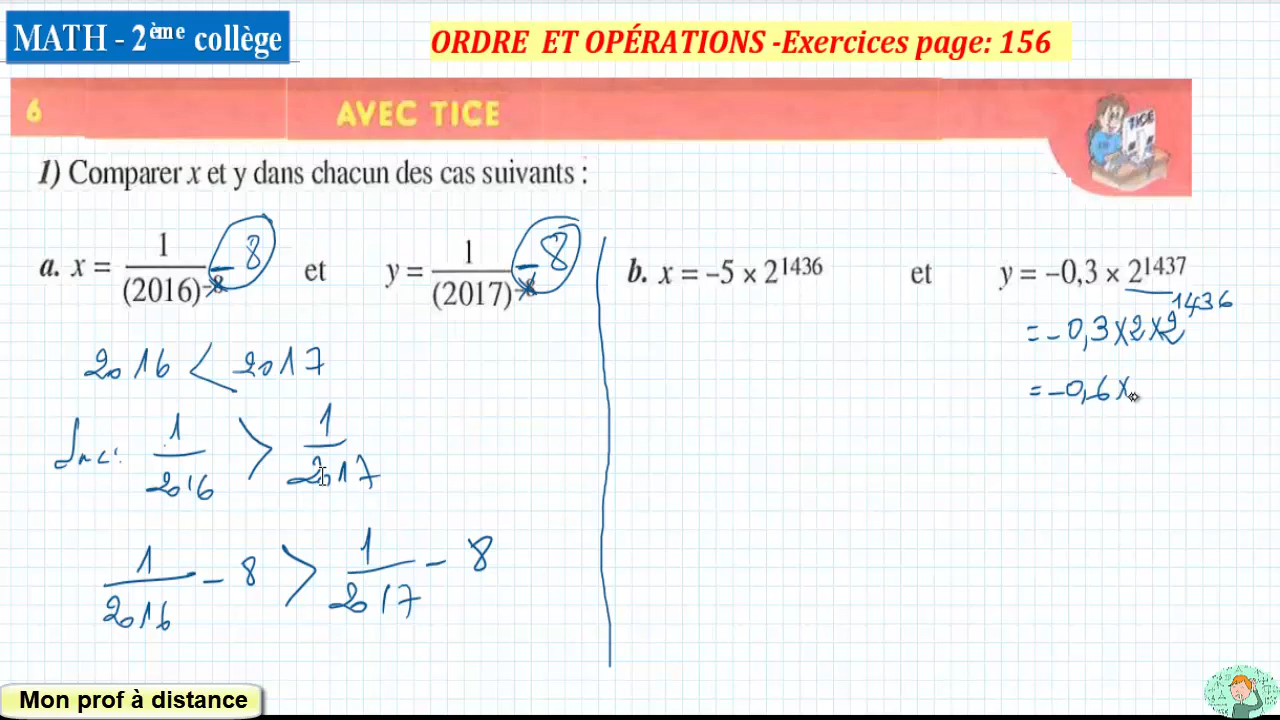 MATH - 2ème collège
ORDRE ET OPÉRATIONS -Exercices page: 156
6 AVEC TICE
TICE
1) Comparer x et y dans chacun des cas suivants :
a. x = 1/(2016) - 8 et y = 1/(2017) - 8
2016 < 2017
1/2016 > 1/2017
1/2016 - 8 > 1/2017 - 8
b. x = –5 × 2^1436 et y = –0,3 × 2^1437
= -0,3 × 2 × 2^1436
= -0,6 ×
Mon prof à distance